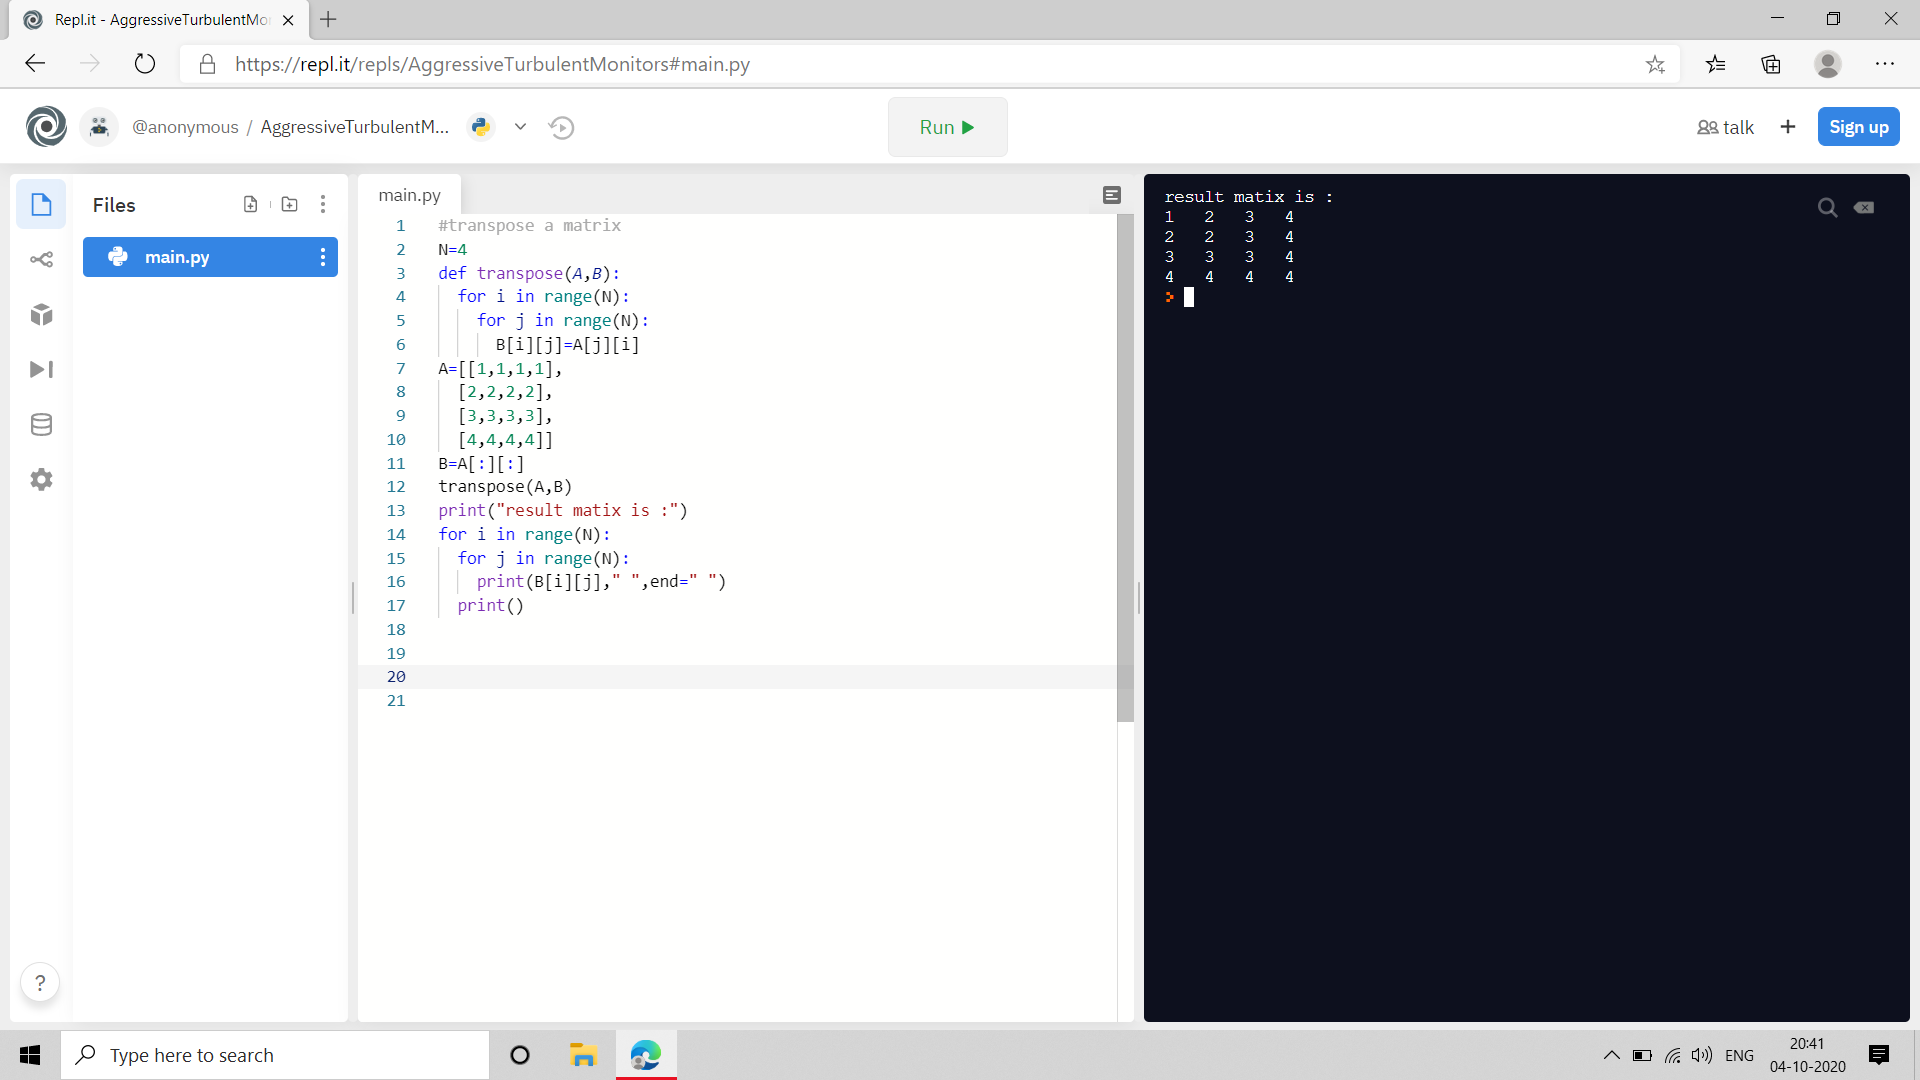 Repl.it - AggressiveTurbulentMo
https://repl.it/repls/AggressiveTurbulentMonitors#main.py
@anonymous / AggressiveTurbulentM...
Run
talk
Sign up
Files
main.py
main.py
1 #transpose a matrix
2 N=4
3 def transpose(A,B):
4 for i in range(N):
5 for j in range(N):
6 B[i][j]=A[j][i]
7 A=[[1,1,1,1],
8 [2,2,2,2],
9 [3,3,3,3],
10 [4,4,4,4]]
11 B=A[:][:]
12 transpose(A,B)
13 print("result matix is :")
14 for i in range(N):
15 for j in range(N):
16 print(B[i][j]," ",end=" ")
17 print()
18
19
20
21
result matix is :
1 2 3 4
2 2 3 4
3 3 3 4
4 4 4 4
>
?
Type here to search
ENG
20:41
04-10-2020